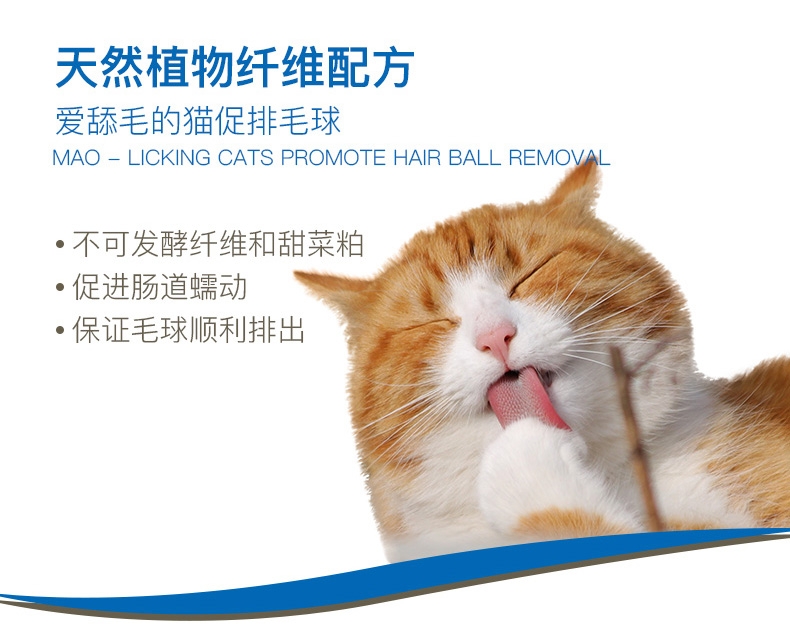 天然植物纤维配方
爱舔毛的猫促排毛球
MAO – LICKING CATS PROMOTE HAIR BALL REMOVAL
• 不可发酵纤维和甜菜粕
• 促进肠道蠕动
• 保证毛球顺利排出